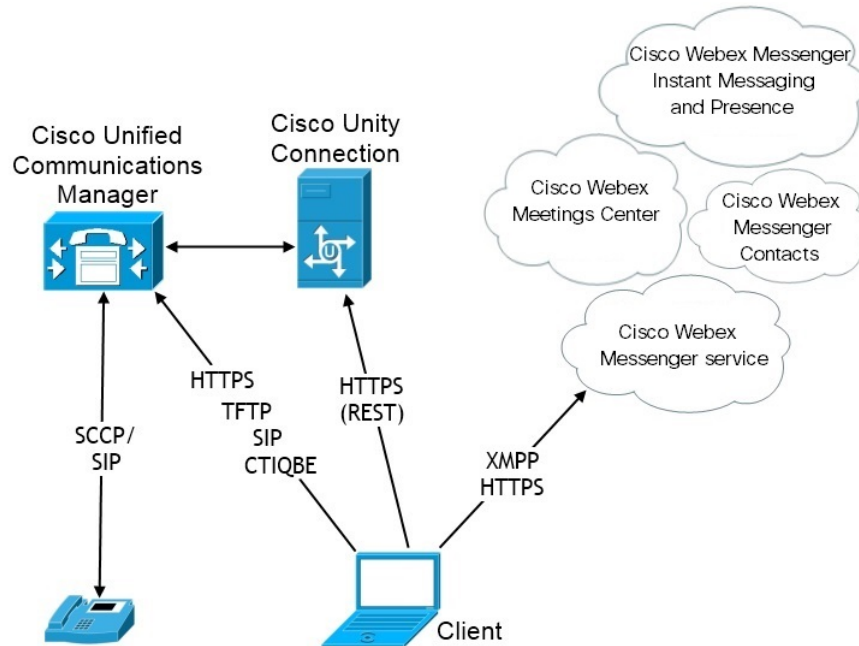 Cisco Webex Messenger
Instant Messaging
and Presence
Cisco Unified
Communications
Manager
Cisco Unity
Connection
Cisco Webex
Meetings Center
Cisco Webex
Messenger
Contacts
U
Cisco Webex
Messenger service
HTTPS
TFTP
SIP
CTIQBE
HTTPS
(REST)
SCCP/
SIP
XMPP
HTTPS
Client